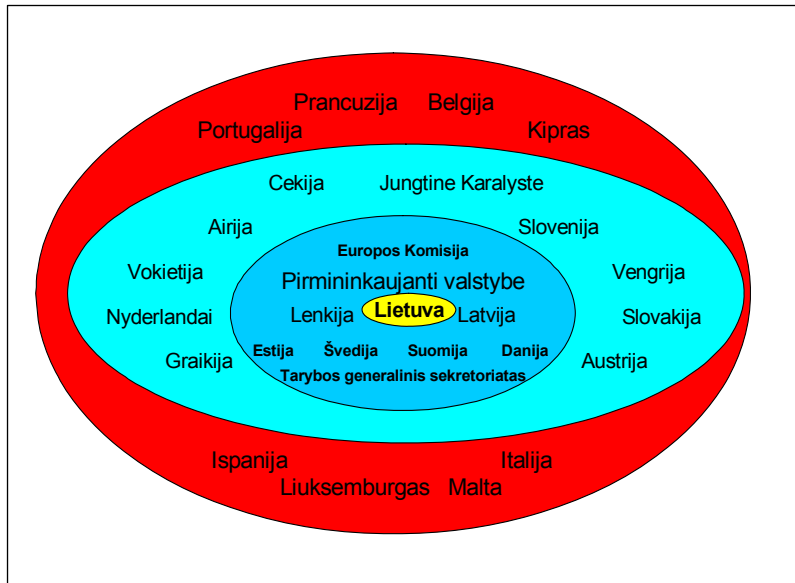 Prancuzija Belgija
Portugalija Kipras
Cekija Jungtine Karalyste
Airija Slovenija
Europos Komisija
Vokietija Vengrija
Pirmininkaujanti valstybe
Lietuva
Nyderlandai Lenkija Latvija Slovakija
Estija Švedija Suomija Danija
Graikija Austrija
Tarybos generalinis sekretoriatas
Ispanija Italija
Liuksemburgas Malta